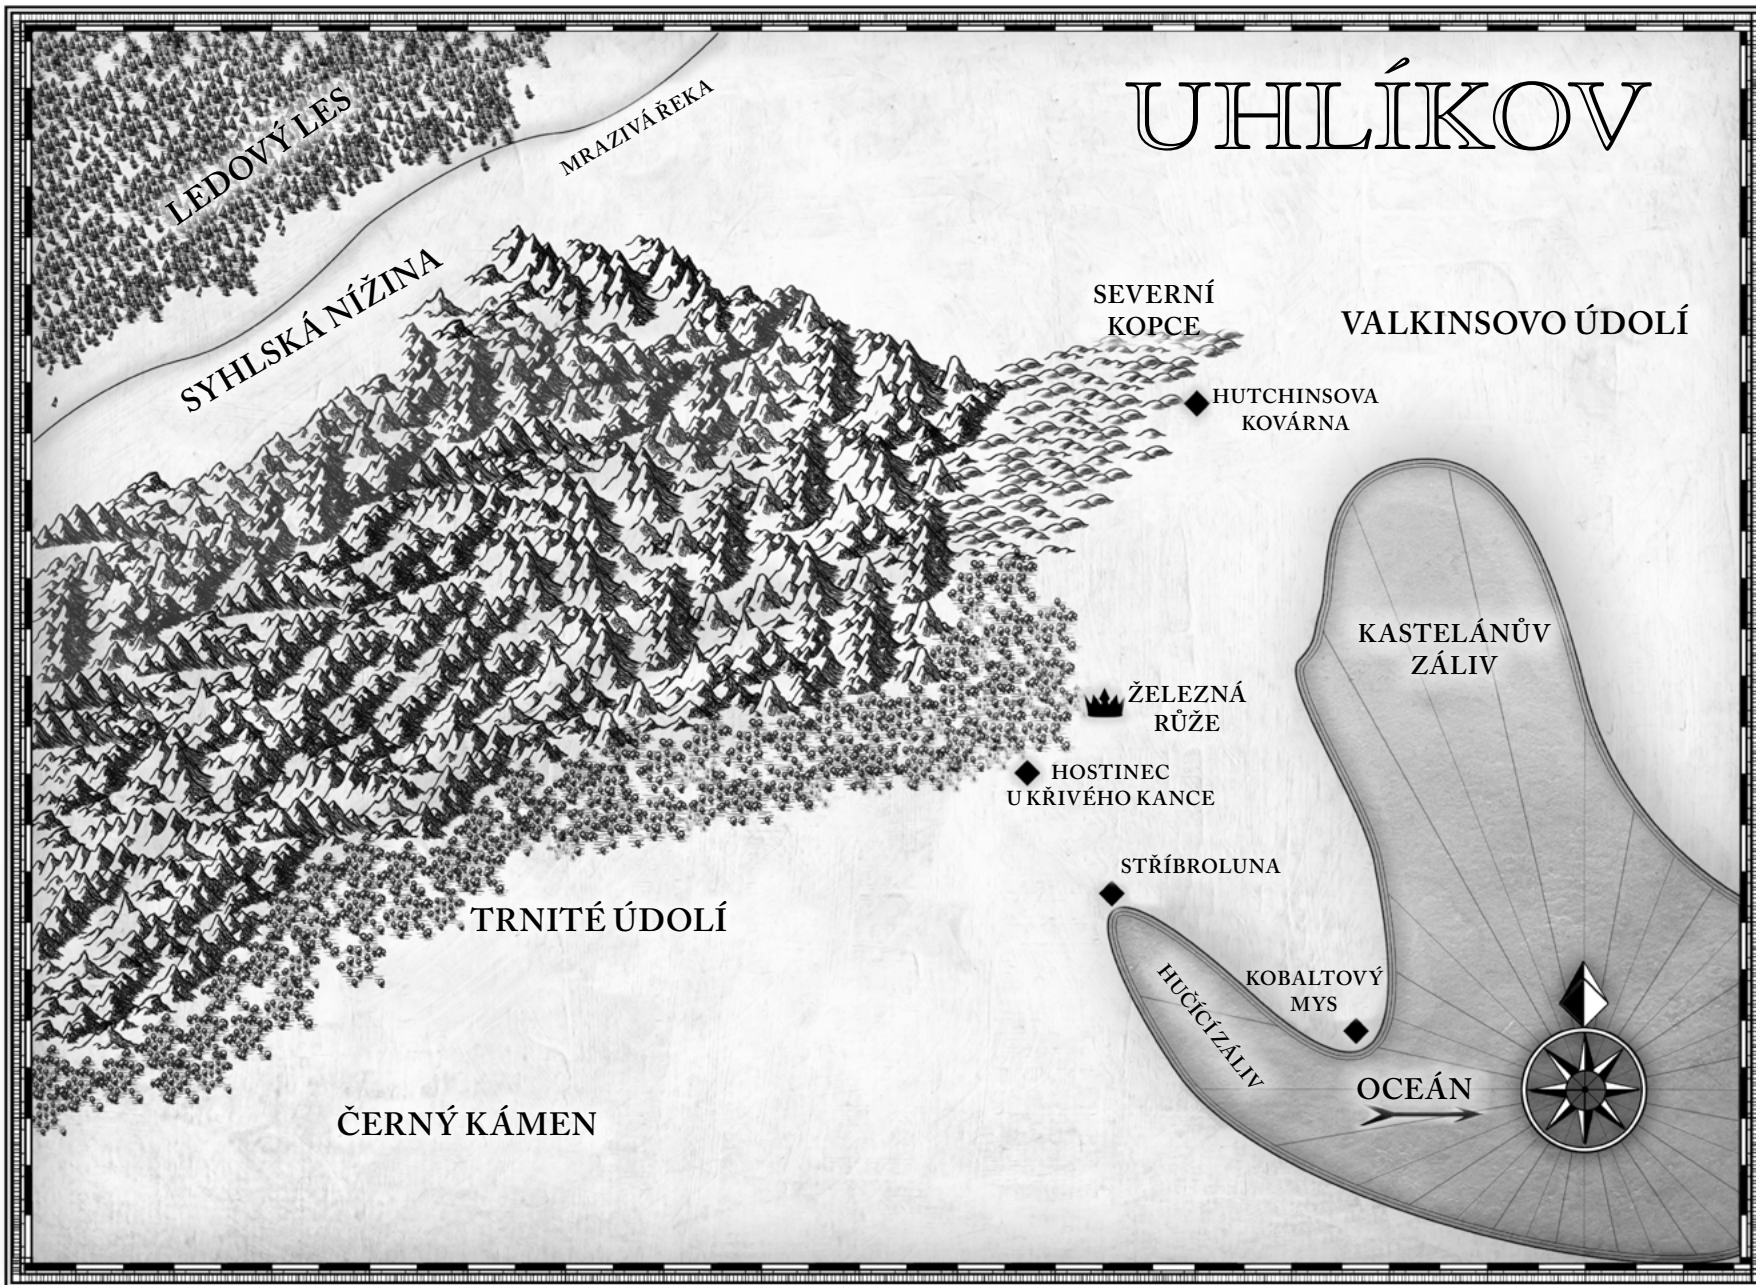 UHLÍKOV
LEDOVÝ LES
MRAZIVÁ ŘEKA
SYHLSKÁ NÍŽINA
SEVERNÍ
KOPCE
VALKINSOVO ÚDOLÍ
HUTCHINSOVA
KOVÁRNA
KASTELÁNŮV
ZÁLIV
ŽELEZNÁ
RŮŽE
HOSTINEC
U KŘIVÉHO KANCE
STŘÍBROLUNA
TRNITÉ ÚDOLÍ
KOBALTOVÝ
MYS
HUČÍCÍ ZÁLIV
OCEÁN
ČERNÝ KÁMEN